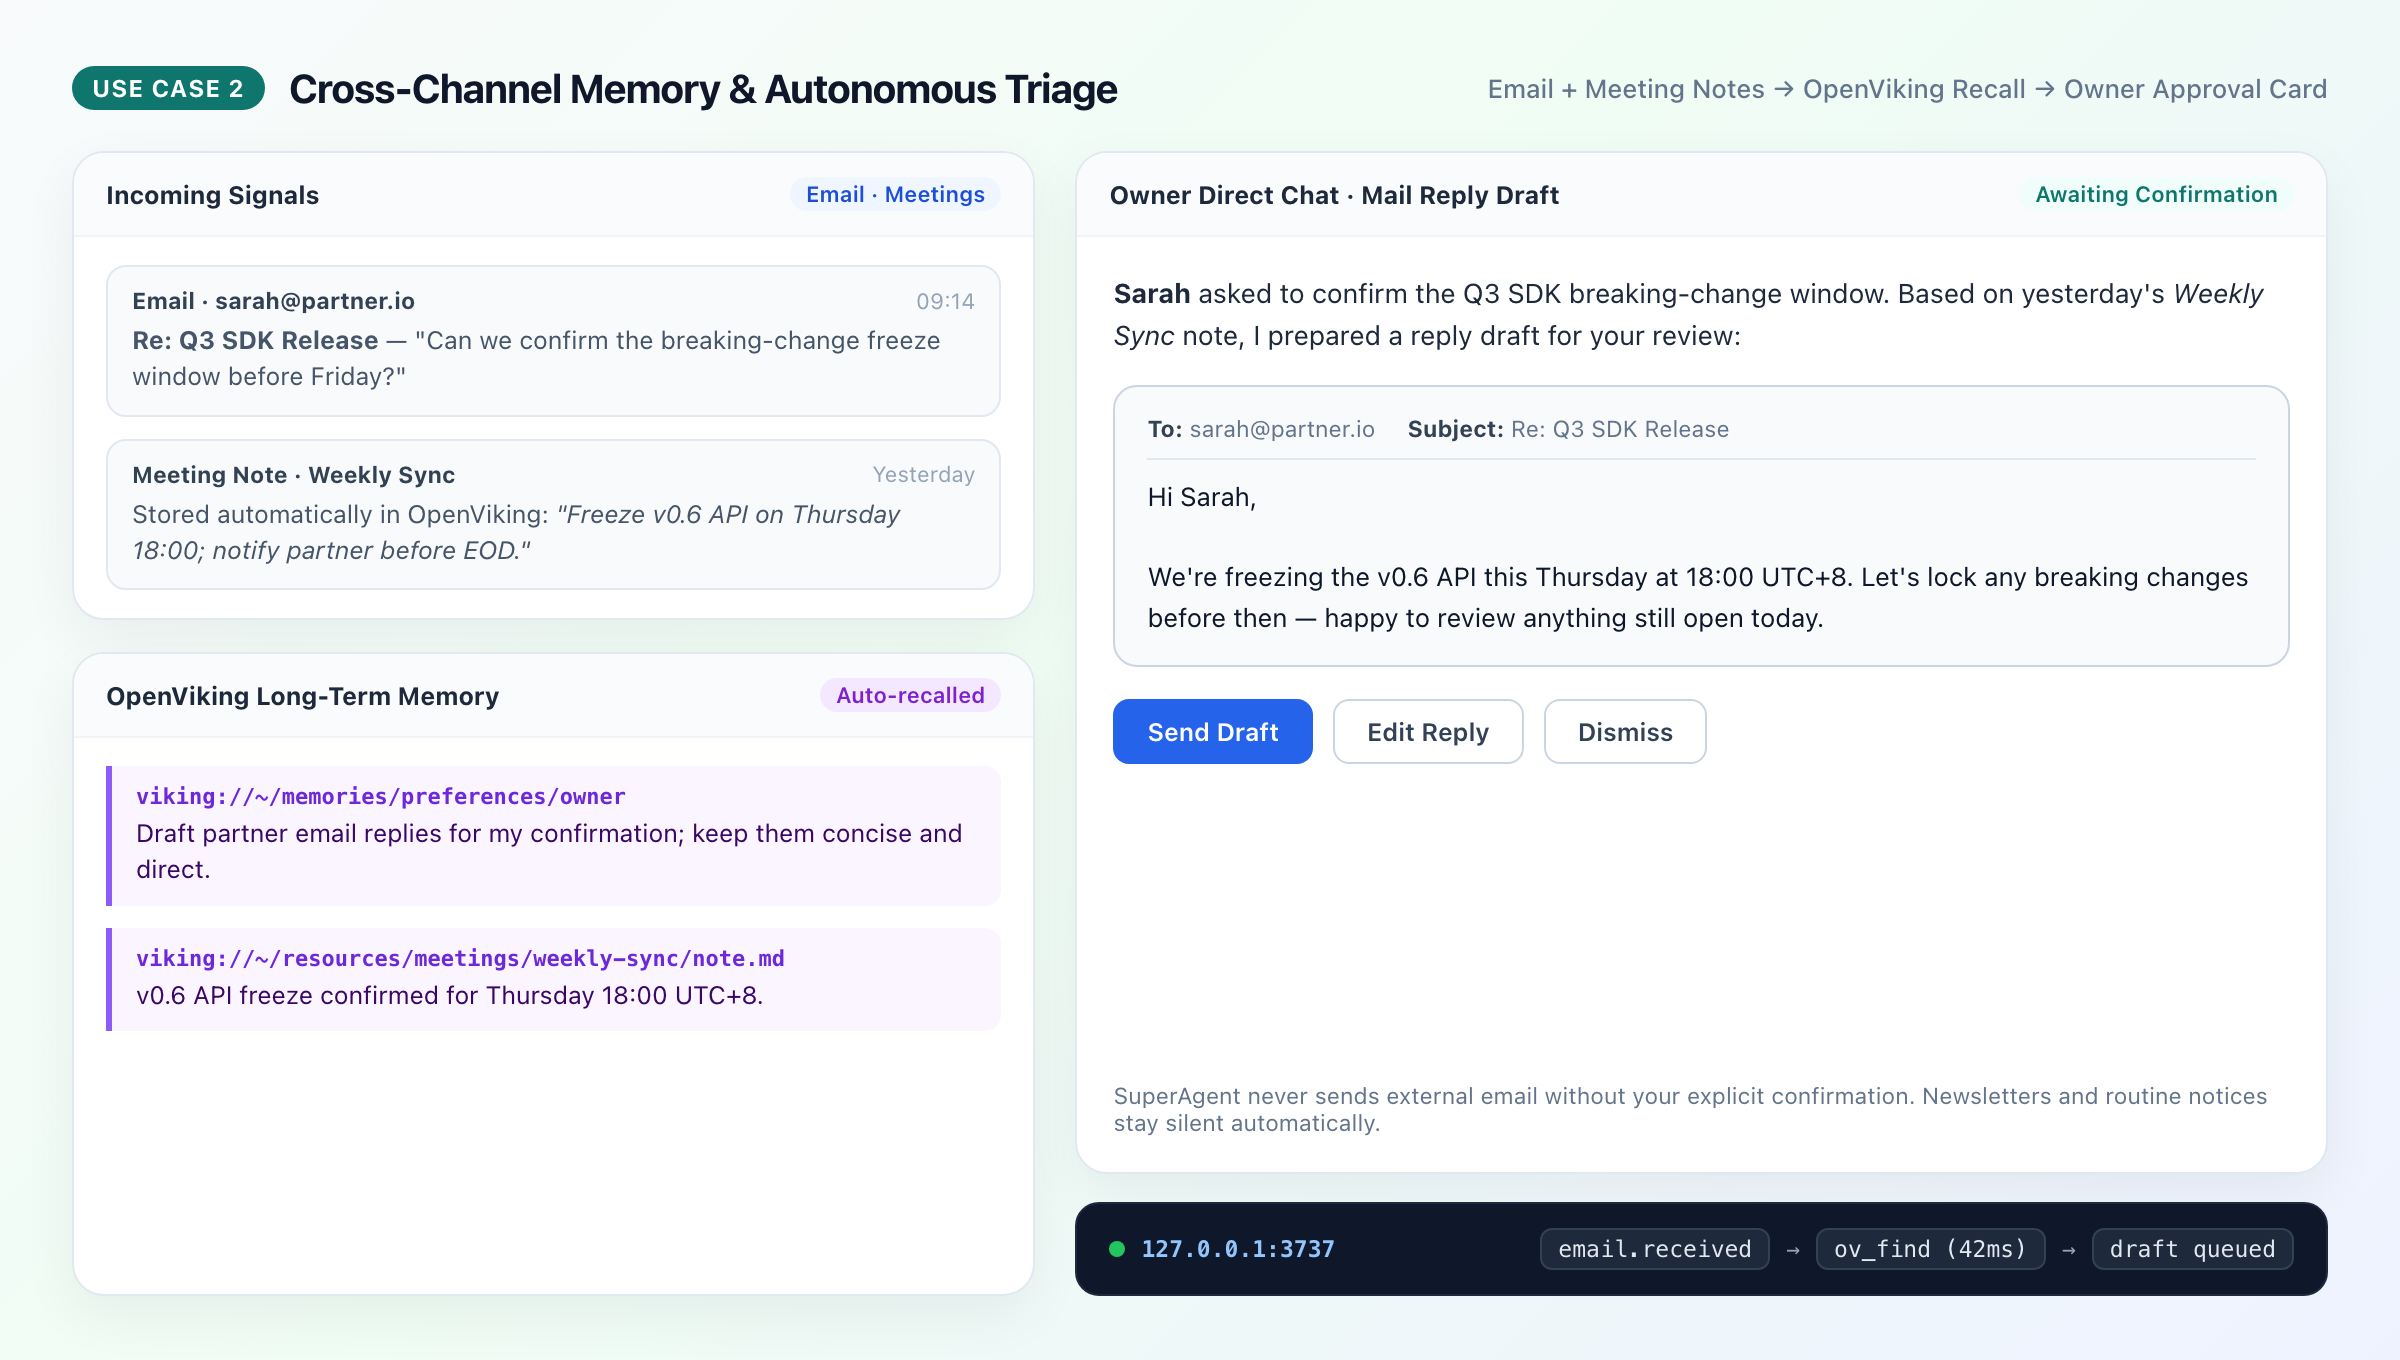 USE CASE 2
Cross-Channel Memory & Autonomous Triage
Email + Meeting Notes → OpenViking Recall → Owner Approval Card
Incoming Signals
Email · Meetings
Email · sarah@partner.io
09:14
Re: Q3 SDK Release — "Can we confirm the breaking-change freeze
window before Friday?"
Meeting Note · Weekly Sync
Yesterday
Stored automatically in OpenViking: "Freeze v0.6 API on Thursday
18:00; notify partner before EOD."
OpenViking Long-Term Memory
Auto-recalled
viking://~/memories/preferences/owner
Draft partner email replies for my confirmation; keep them concise and
direct.
viking://~/resources/meetings/weekly-sync/note.md
v0.6 API freeze confirmed for Thursday 18:00 UTC+8.
Owner Direct Chat · Mail Reply Draft
Awaiting Confirmation
Sarah asked to confirm the Q3 SDK breaking-change window. Based on yesterday's Weekly
Sync note, I prepared a reply draft for your review:
To: sarah@partner.io Subject: Re: Q3 SDK Release
Hi Sarah,
We're freezing the v0.6 API this Thursday at 18:00 UTC+8. Let's lock any breaking changes
before then — happy to review anything still open today.
Send Draft
Edit Reply
Dismiss
SuperAgent never sends external email without your explicit confirmation. Newsletters and routine notices
stay silent automatically.
127.0.0.1:3737
email.received → ov_find (42ms) → draft queued